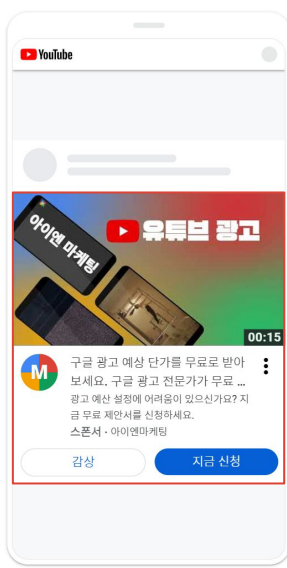 YouTube
아이엔 마케팅
유튜브 광고
00:15
M
구글 광고 예상 단가를 무료로 받아
보세요. 구글 광고 전문가가 무료 ...
광고 예산 설정에 어려움이 있으신가요? 지
금 무료 제안서를 신청하세요.
스폰서 · 아이엔마케팅
감상
지금 신청